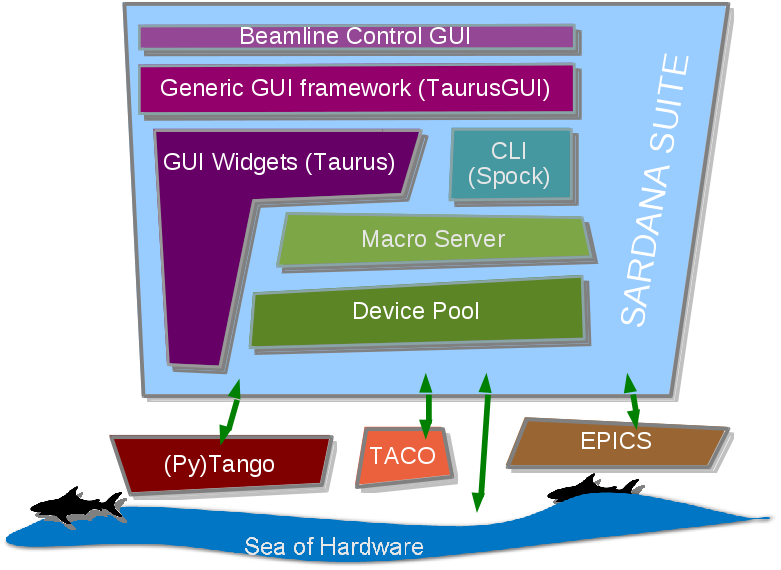 Beamline Control GUI
Generic GUI framework (TaurusGUI)
GUI Widgets (Taurus)
CLI
(Spock)
Macro Server
Device Pool
SARDANA SUITE
(Py)Tango
TACO
EPICS
Sea of Hardware